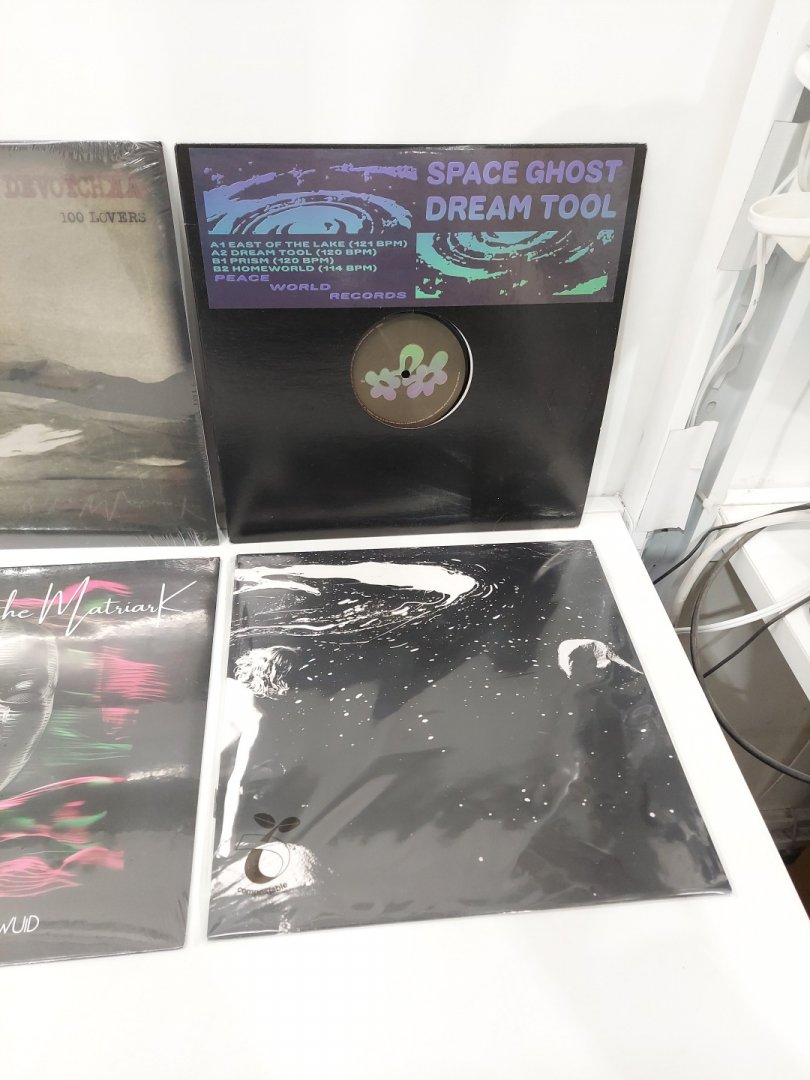 DEVOTCHKA
100 LOVERS
SPACE GHOST
DREAM TOOL
A1 EAST OF THE LAKE (121 BPM)
A2 DREAM TOOL (120 BPM)
B1 PRISM (120 BPM)
B2 HOMEWORLD (114 BPM)
PEACE
WORLD
RECORDS
he MatriarK
WUID
compostable